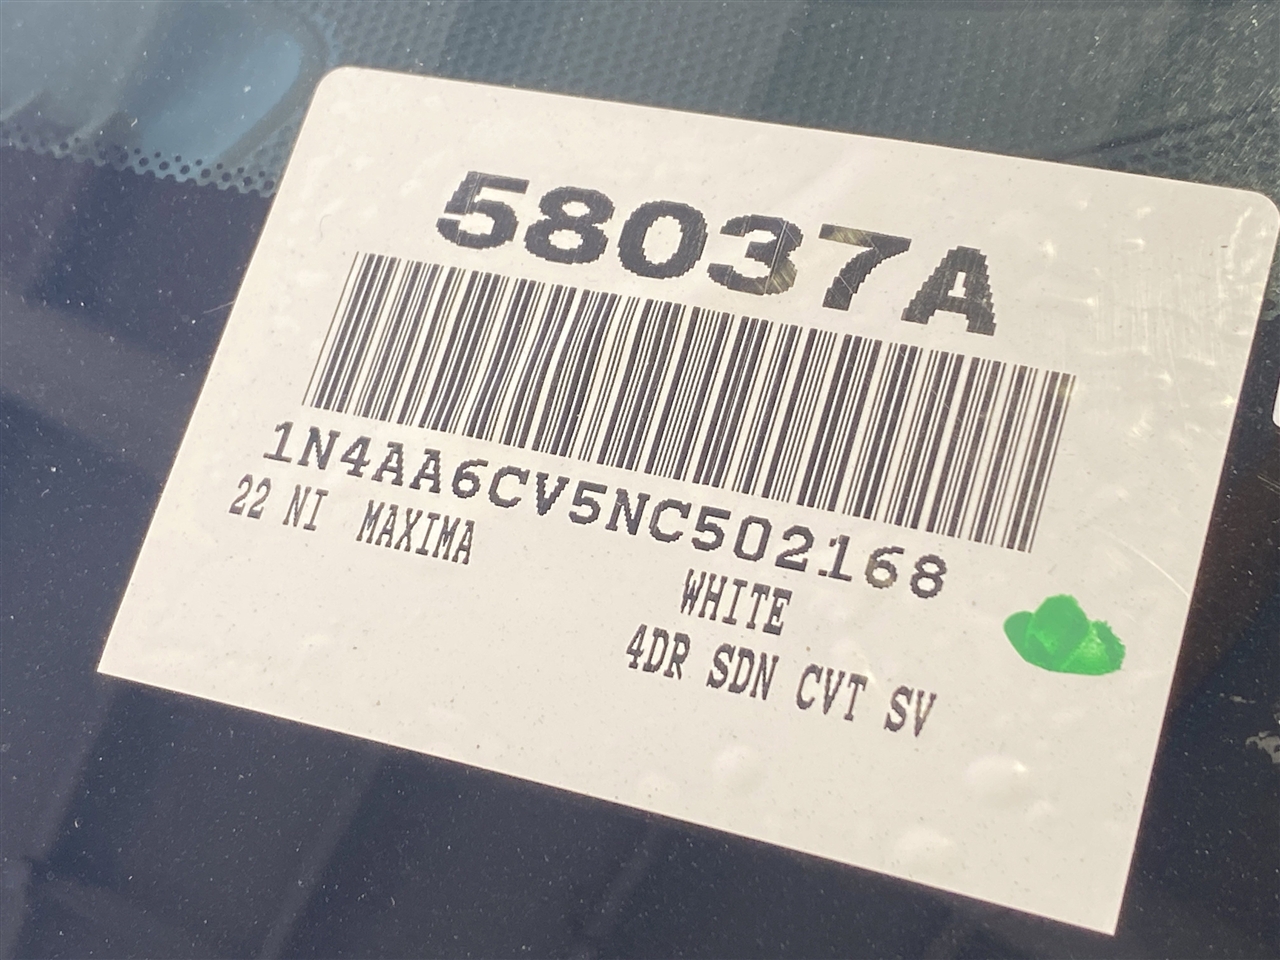 58037A
1N4AA6CV5NC502168
22 NI MAXIMA
WHITE
4DR SDN CVT SV